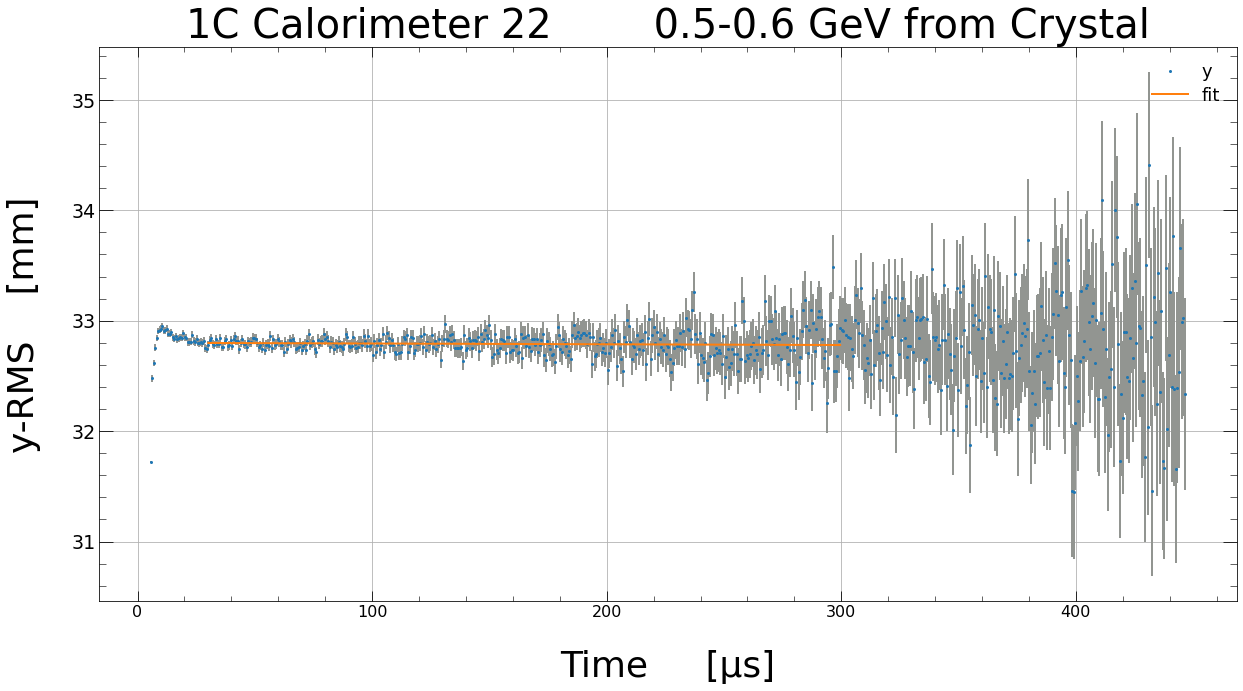 1C Calorimeter 22 0.5-0.6 GeV from Crystal
y
fit
35
34
33
32
31
y-RMS [mm]
0 100 200 300 400
Time [μs]